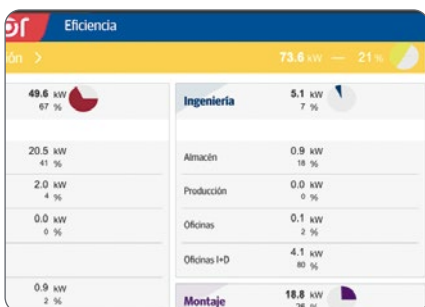 Eficiencia
ón > 73.6 kW — 21 %
49.6 kW
67 %
20.5 kW
41 %
2.0 kW
4 %
0.0 kW
0 %
0.9 kW
2 %
Ingeniería 5.1 kW
7 %
Almacén 0.9 kW
18 %
Producción 0.0 kW
0 %
Oficinas 0.1 kW
2 %
Oficinas I+D 4.1 kW
80 %
Montaje 18.8 kW